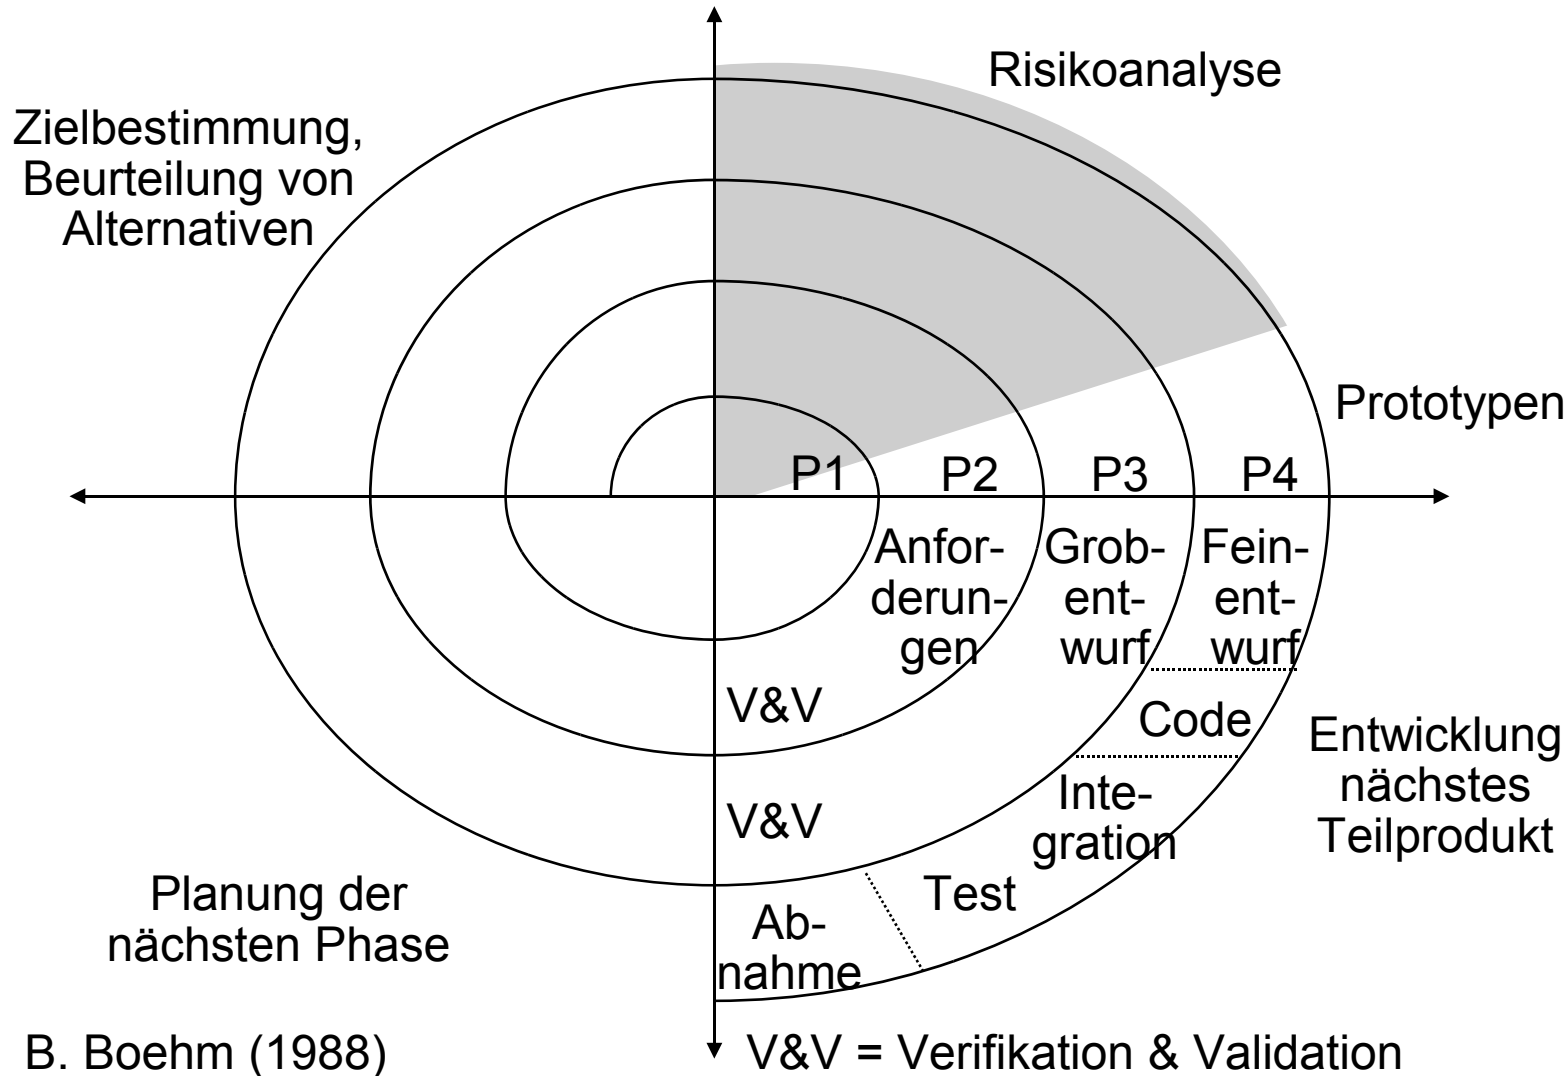 Risikoanalyse
Zielbestimmung,
Beurteilung von
Alternativen
Prototypen
P1
P2
P3
P4
Anfor-
derun-
gen
Grob-
ent-
wurf
Fein-
ent-
wurf
V&V
Code
Entwicklung
nächstes
Teilprodukt
V&V
Inte-
gration
Test
Ab-
nahme
Planung der
nächsten Phase
B. Boehm (1988)
V&V = Verifikation & Validation